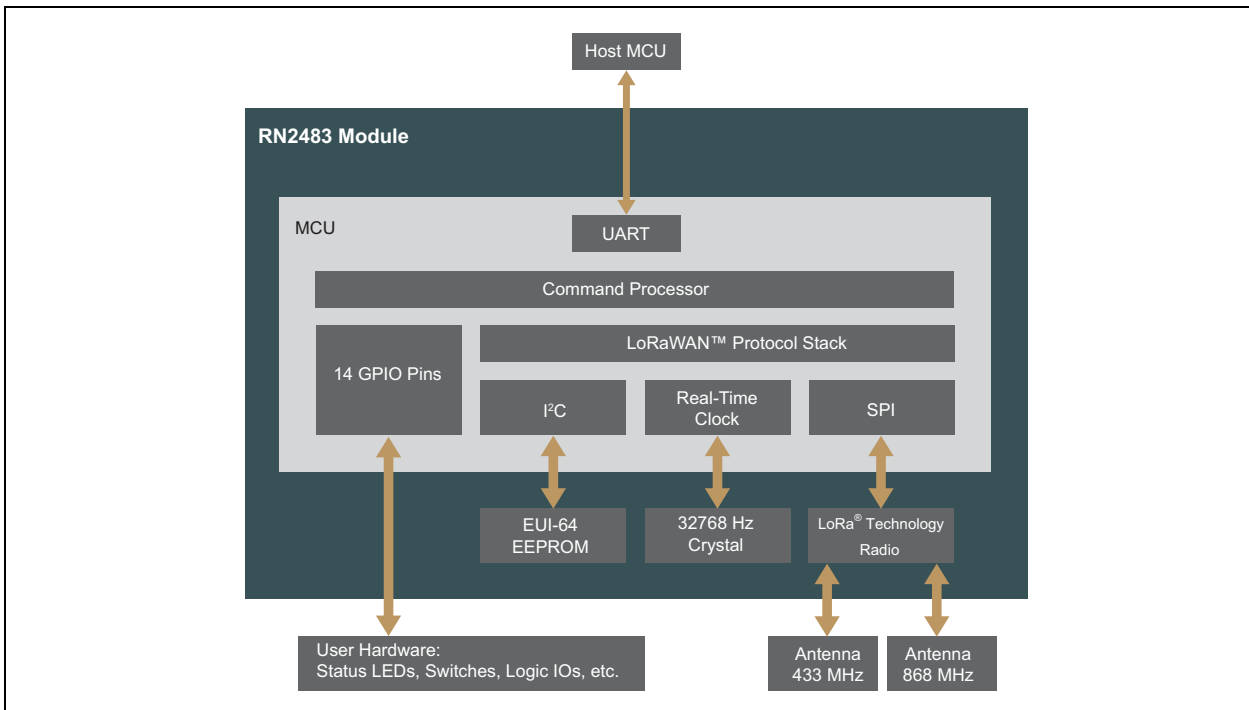 Host MCU
RN2483 Module
MCU
UART
Command Processor
14 GPIO Pins
LoRaWAN™ Protocol Stack
I²C
Real-Time
Clock
SPI
EUI-64
EEPROM
32768 Hz
Crystal
LoRa® Technology
Radio
User Hardware:
Status LEDs, Switches, Logic IOs, etc.
Antenna
433 MHz
Antenna
868 MHz